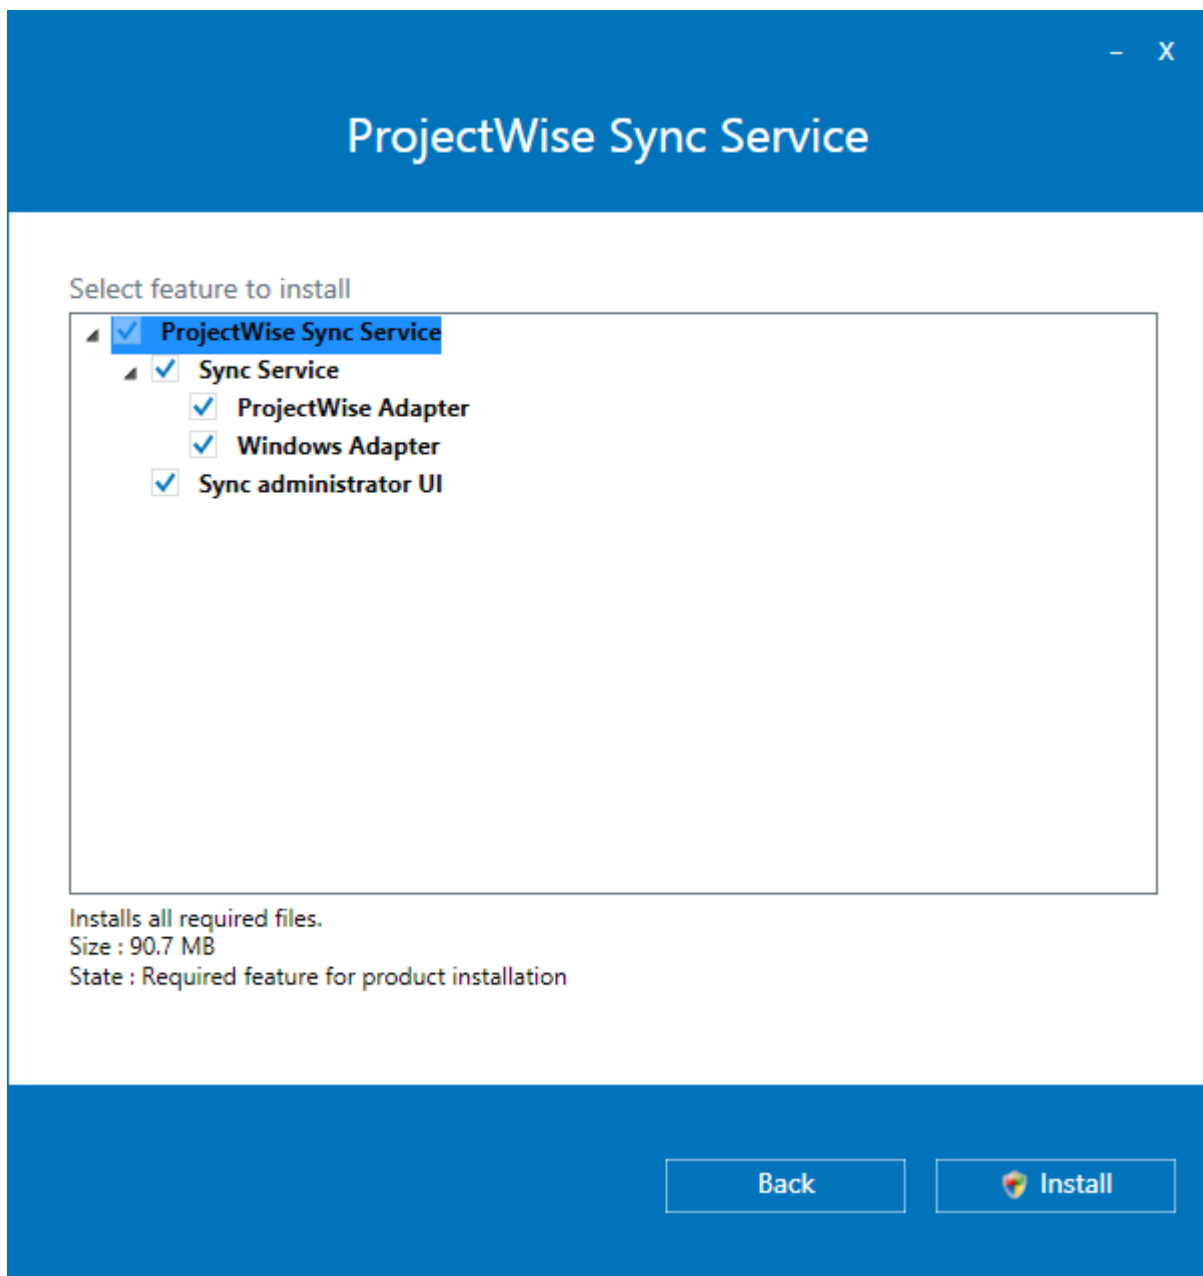 – X
ProjectWise Sync Service
Select feature to install
ProjectWise Sync Service
Sync Service
ProjectWise Adapter
Windows Adapter
Sync administrator UI
Installs all required files.
Size : 90.7 MB
State : Required feature for product installation
Back Install